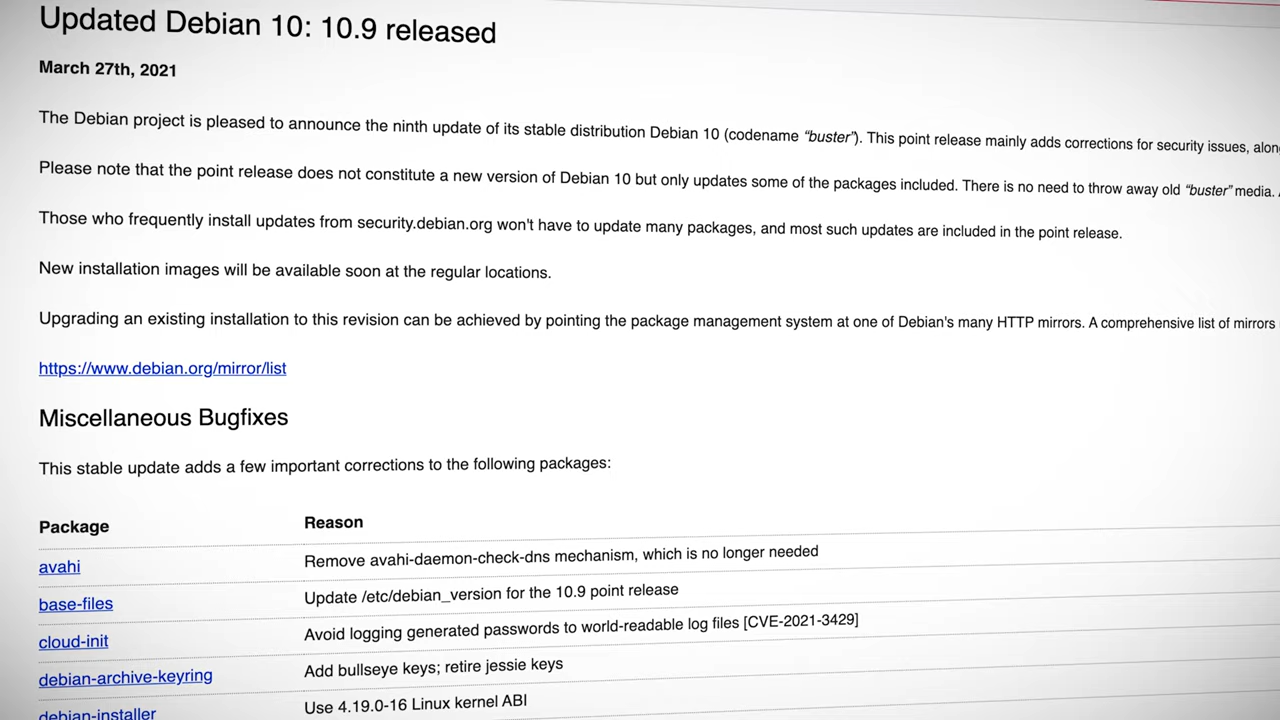 Updated Debian 10: 10.9 released
March 27th, 2021
The Debian project is pleased to announce the ninth update of its stable distribution Debian 10 (codename “buster”). This point release mainly adds corrections for security issues,
Please note that the point release does not constitute a new version of Debian 10 but only updates some of the packages included. There is no need to throw away old “buster” media.
Those who frequently install updates from security.debian.org won't have to update many packages, and most such updates are included in the point release.
New installation images will be available soon at the regular locations.
Upgrading an existing installation to this revision can be achieved by pointing the package management system at one of Debian's many HTTP mirrors. A comprehensive list of mirrors
https://www.debian.org/mirror/list
Miscellaneous Bugfixes
This stable update adds a few important corrections to the following packages:
Package Reason
avahi Remove avahi-daemon-check-dns mechanism, which is no longer needed
base-files Update /etc/debian_version for the 10.9 point release
cloud-init Avoid logging generated passwords to world-readable log files [CVE-2021-3429]
debian-archive-keyring Add bullseye keys; retire jessie keys
debian-installer Use 4.19.0-16 Linux kernel ABI